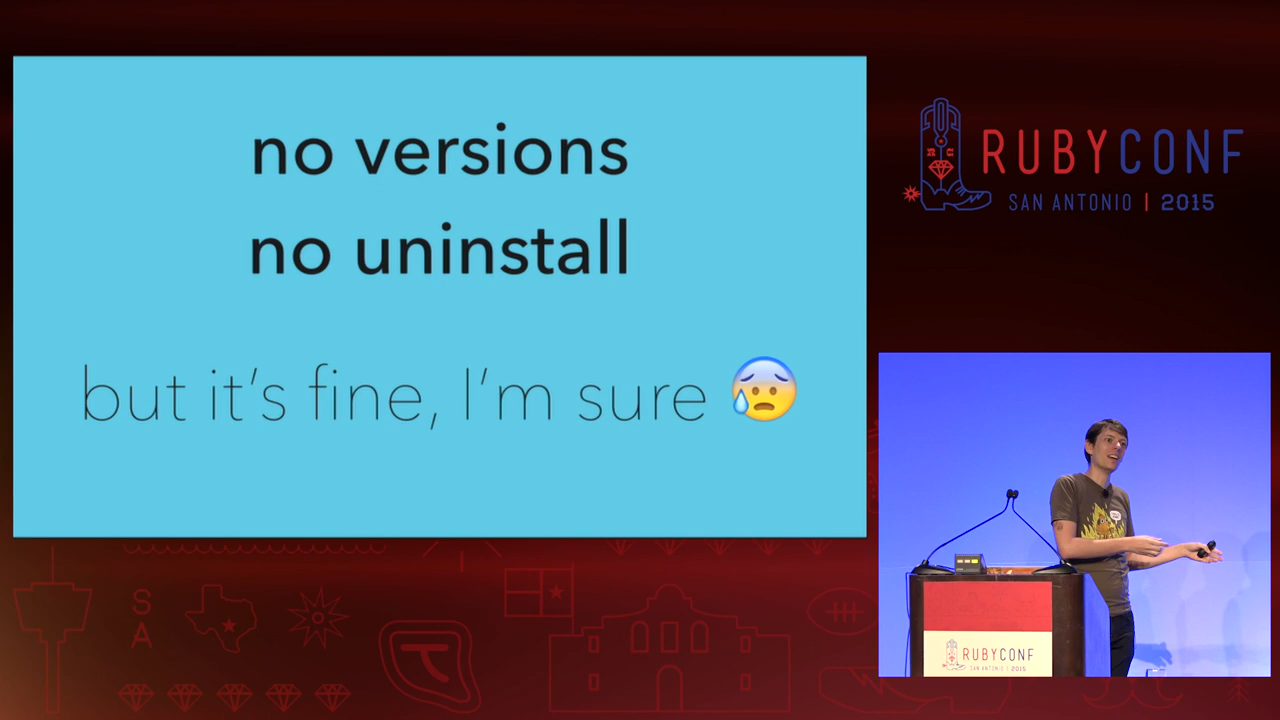 no versions
no uninstall
but it's fine, I'm sure 😰
RUBYCONF
SAN ANTONIO | 2015
S
A
RUBYCONF
SAN ANTONIO | 2015